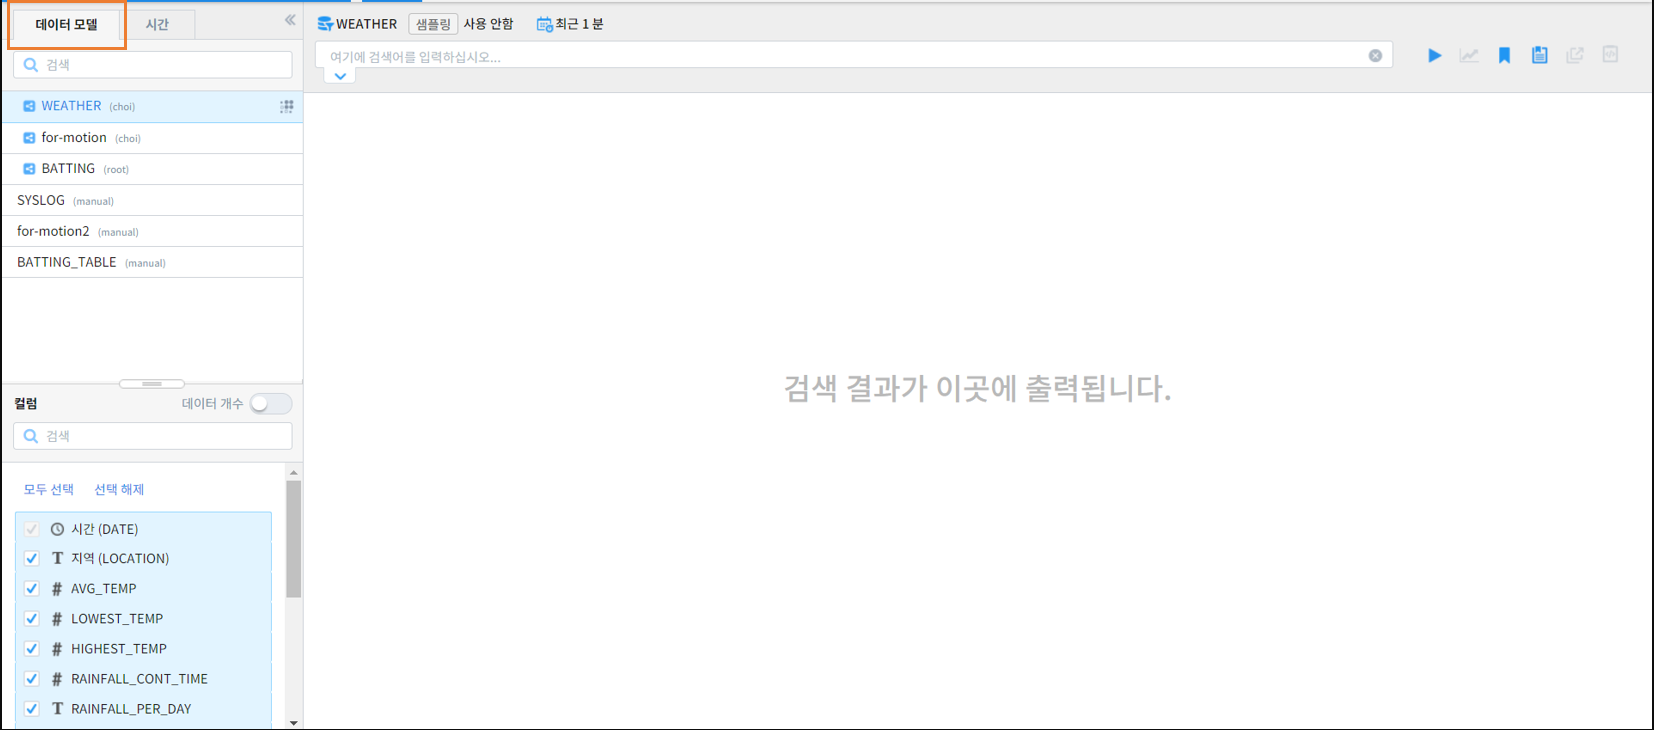 데이터 모델 시간
검색
WEATHER (choi)
for-motion (choi)
BATTING (root)
SYSLOG (manual)
for-motion2 (manual)
BATTING_TABLE (manual)
컬럼 데이터 개수
검색
모두 선택 선택 해제
시간 (DATE)
T 지역 (LOCATION)
# AVG_TEMP
# LOWEST_TEMP
# HIGHEST_TEMP
# RAINFALL_CONT_TIME
T RAINFALL_PER_DAY
WEATHER 샘플링 사용 안함 최근 1 분
여기에 검색어를 입력하십시오...
검색 결과가 이곳에 출력됩니다.